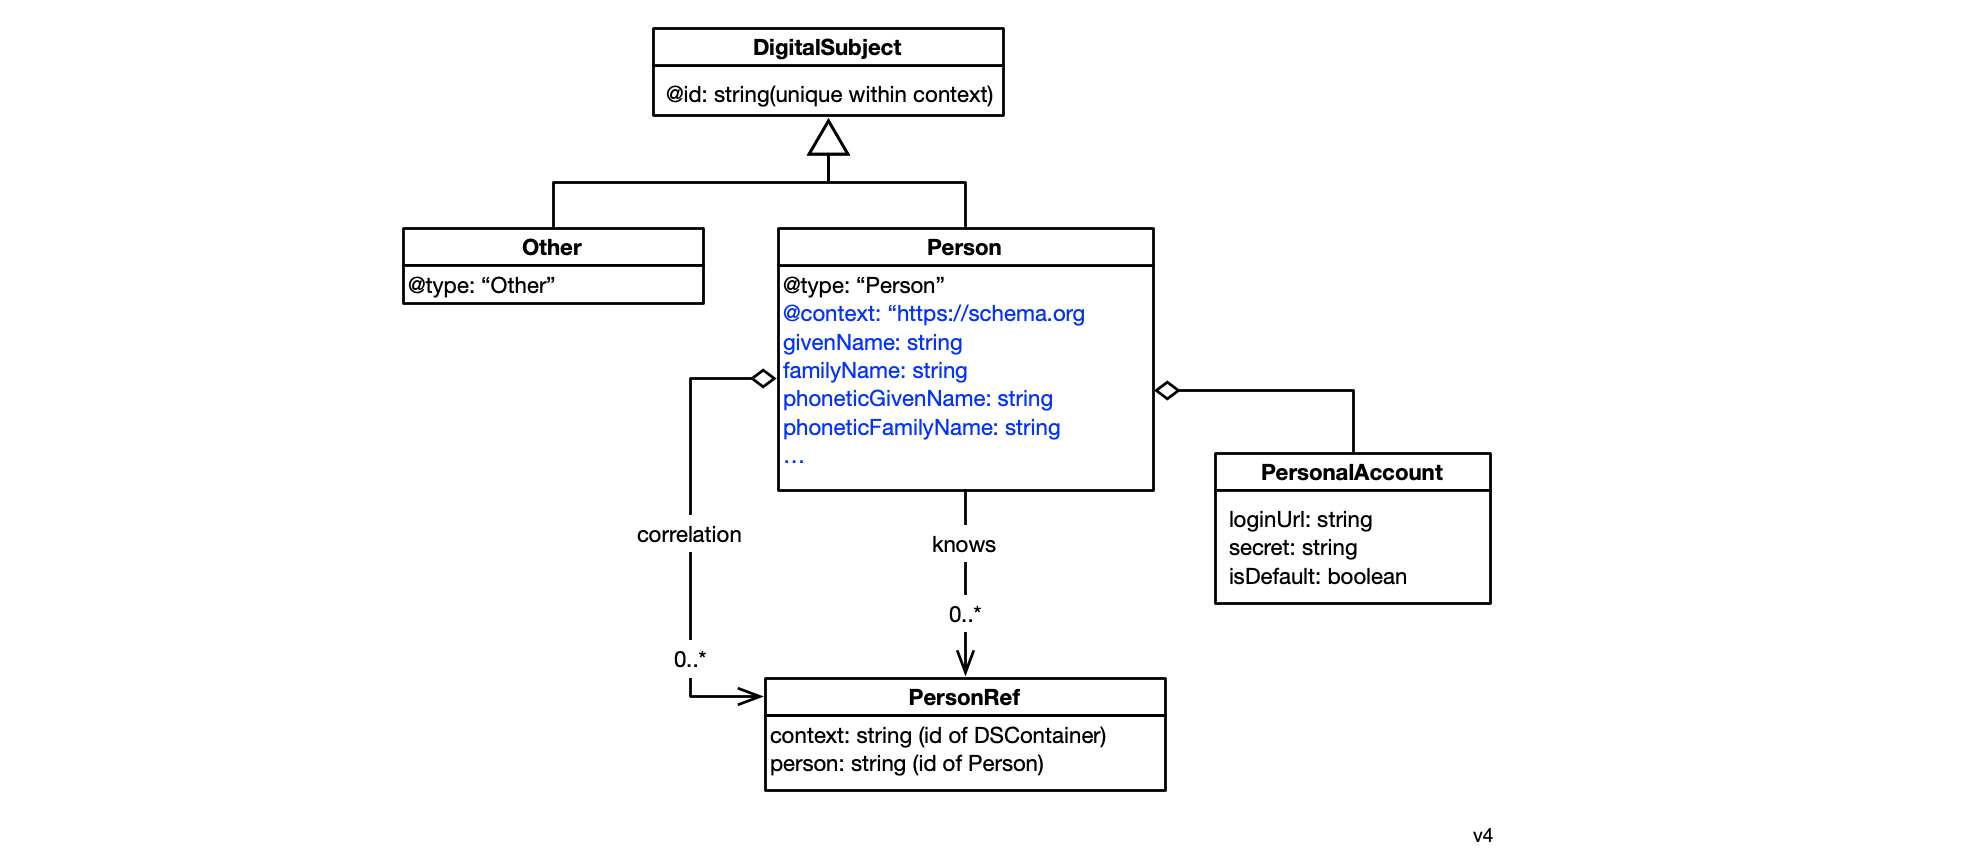 DigitalSubject
@id: string(unique within context)
Other
@type: “Other”
Person
@type: “Person”
@context: “https://schema.org
givenName: string
familyName: string
phoneticGivenName: string
phoneticFamilyName: string
…
PersonalAccount
loginUrl: string
secret: string
isDefault: boolean
correlation
0..*
knows
0..*
PersonRef
context: string (id of DSContainer)
person: string (id of Person)
v4